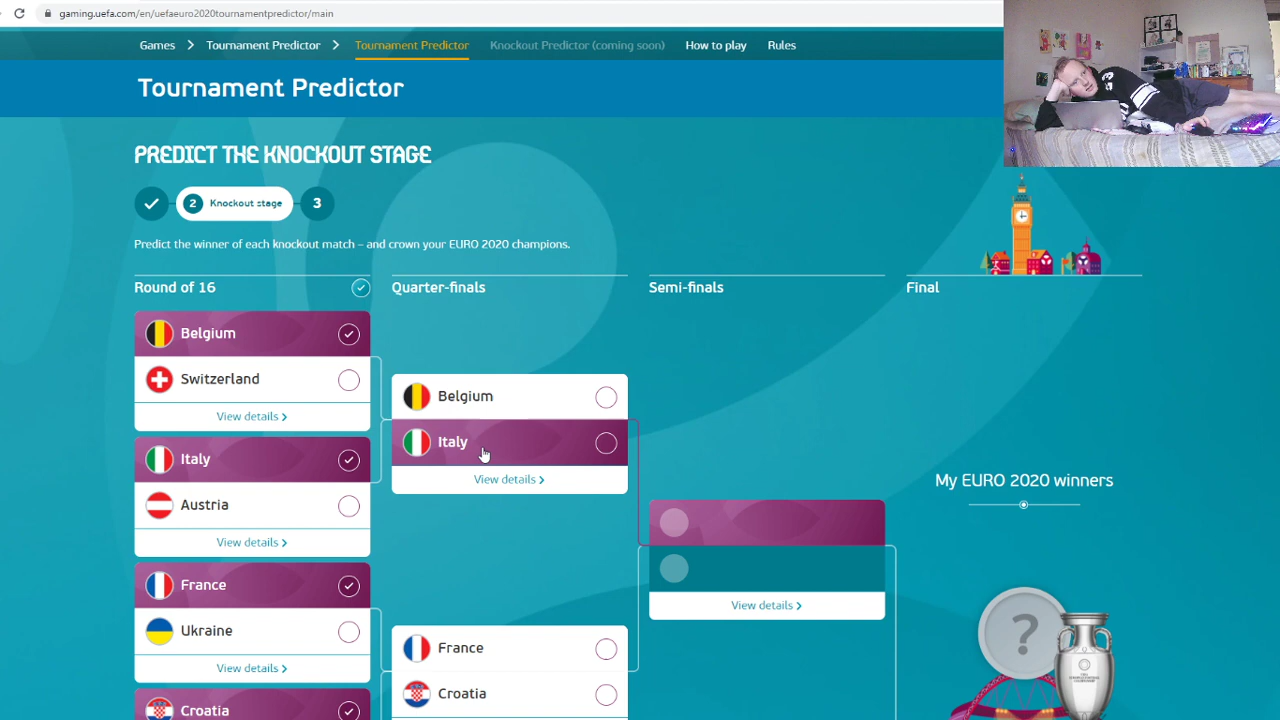 gaming.uefa.com/en/uefaeuro2020tournamentpredictor/main
Games > Tournament Predictor > Tournament Predictor Knockout Predictor (coming soon) How to play Rules
Tournament Predictor
PREDICT THE KNOCKOUT STAGE
2 Knockout stage 3
Predict the winner of each knockout match – and crown your EURO 2020 champions.
Round of 16 Quarter-finals Semi-finals Final
Belgium
Switzerland
View details >
Italy
Austria
View details >
France
Ukraine
View details >
Croatia
Belgium
Italy
View details >
France
Croatia
View details >
My EURO 2020 winners
?